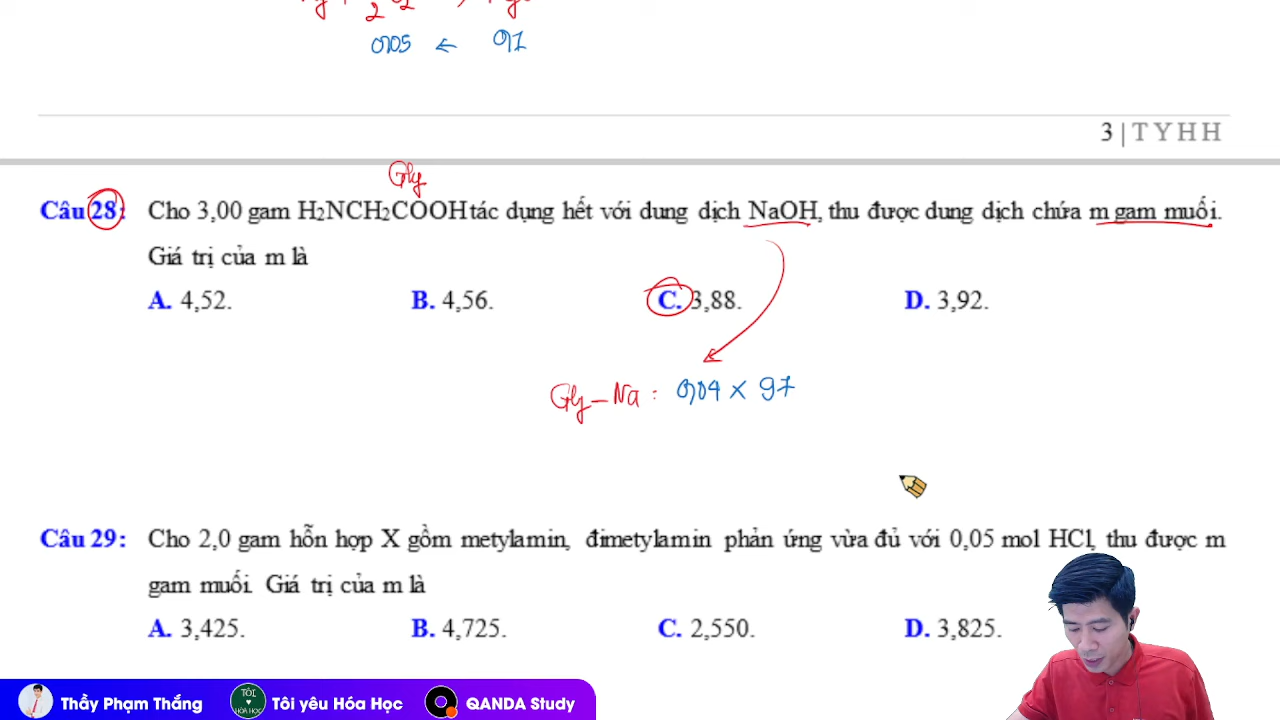 2
0,05 ← 0,1
3 | T Y H H
Gly
Câu 28: Cho 3,00 gam H2NCH2COOH tác dụng hết với dung dịch NaOH, thu được dung dịch chứa m gam muối.
Giá trị của m là
A. 4,52. B. 4,56. C. 3,88. D. 3,92.
Gly – Na : 0,04 × 97
Câu 29: Cho 2,0 gam hỗn hợp X gồm metylamin, đimetylamin phản ứng vừa đủ với 0,05 mol HCl, thu được m
gam muối. Giá trị của m là
A. 3,425. B. 4,725. C. 2,550. D. 3,825.
Thầy Phạm Thắng TÔI ♥ HÓA HỌC Tôi yêu Hóa Học QANDA Study